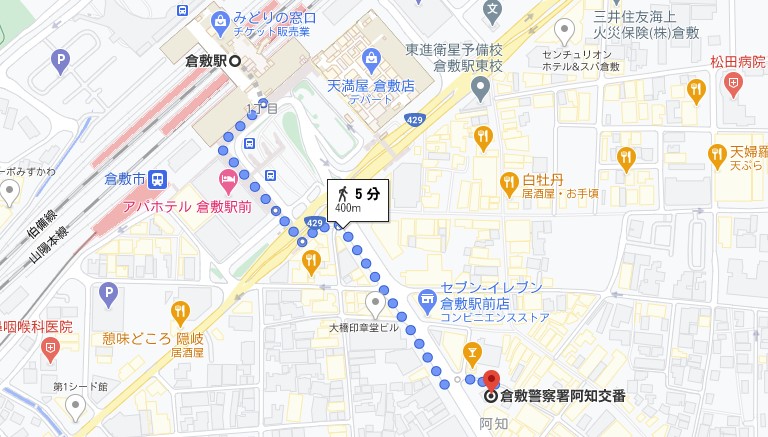 みどりの窓口
チケット販売業
三井住友海上
火災保険(株)倉敷
倉敷駅
東進衛星予備校
倉敷駅東校
センチュリオン
ホテル&スパ倉敷
松田病院
天満屋 倉敷店
デパート
1丁目
429
天婦羅
天ぷら
ーポみずかわ
倉敷市
アパホテル 倉敷駅前
白牡丹
居酒屋・お手頃
5 分
400m
伯備線
山陽本線
429
セブン-イレブン
倉敷駅前店
コンビニエンスストア
大橋印章堂ビル
鼻咽喉科医院
憩味どころ 隠岐
居酒屋
第1シード館
倉敷警察署阿知交番
阿知
P
P
文